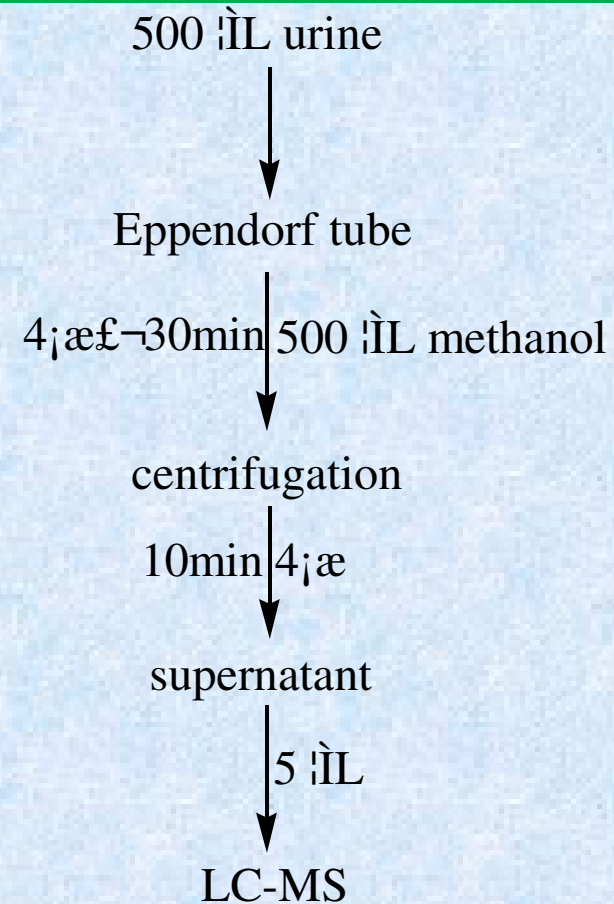 500 ¦ÌL urine
Eppendorf tube
4¡æ£¬30min 500 ¦ÌL methanol
centrifugation
10min 4¡æ
supernatant
5 ¦ÌL
LC-MS